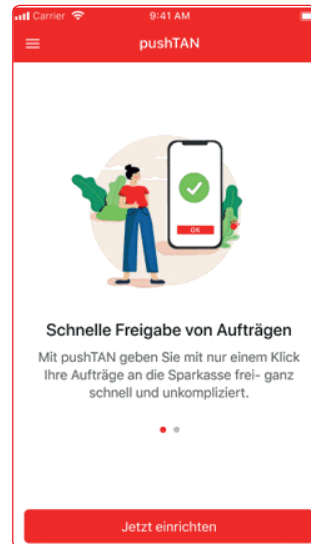 Carrier 9:41 AM
pushTAN
OK
Schnelle Freigabe von Aufträgen
Mit pushTAN geben Sie mit nur einem Klick
Ihre Aufträge an die Sparkasse frei- ganz
schnell und unkompliziert.
Jetzt einrichten